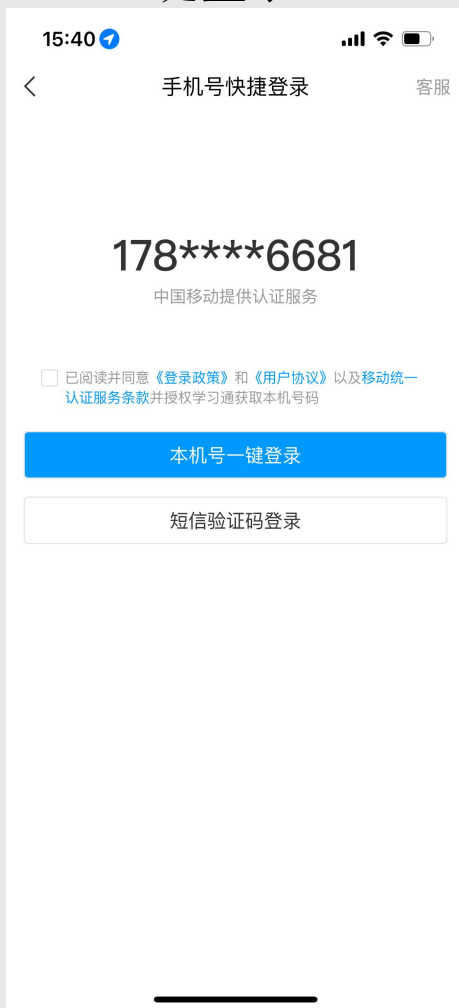 15:40
手机号快捷登录
客服
178****6681
中国移动提供认证服务
已阅读并同意《登录政策》和《用户协议》以及移动统一
认证服务条款并授权学习通获取本机号码
本机号一键登录
短信验证码登录